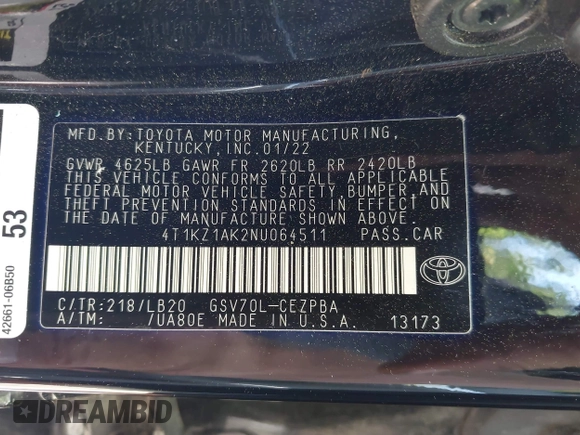 MFD.BY:TOYOTA MOTOR MANUFACTURING,
KENTUCKY, INC. 01/22
GVWR 4625LB GAWR FR 2620LB RR 2420LB
THIS VEHICLE CONFORMS TO ALL APPLICABLE
FEDERAL MOTOR VEHICLE SAFETY, BUMPER AND
THEFT PREVENTION STANDARDS IN EFFECT ON
THE DATE OF MANUFACTURE SHOWN ABOVE.
4T1KZ1AK2NU064511 PASS.CAR
C/TR:218/LB20 GSV70L-CEZPBA
A/TM: /UA80E MADE IN U.S.A. 13173
53
42661-06850
DREAMBID